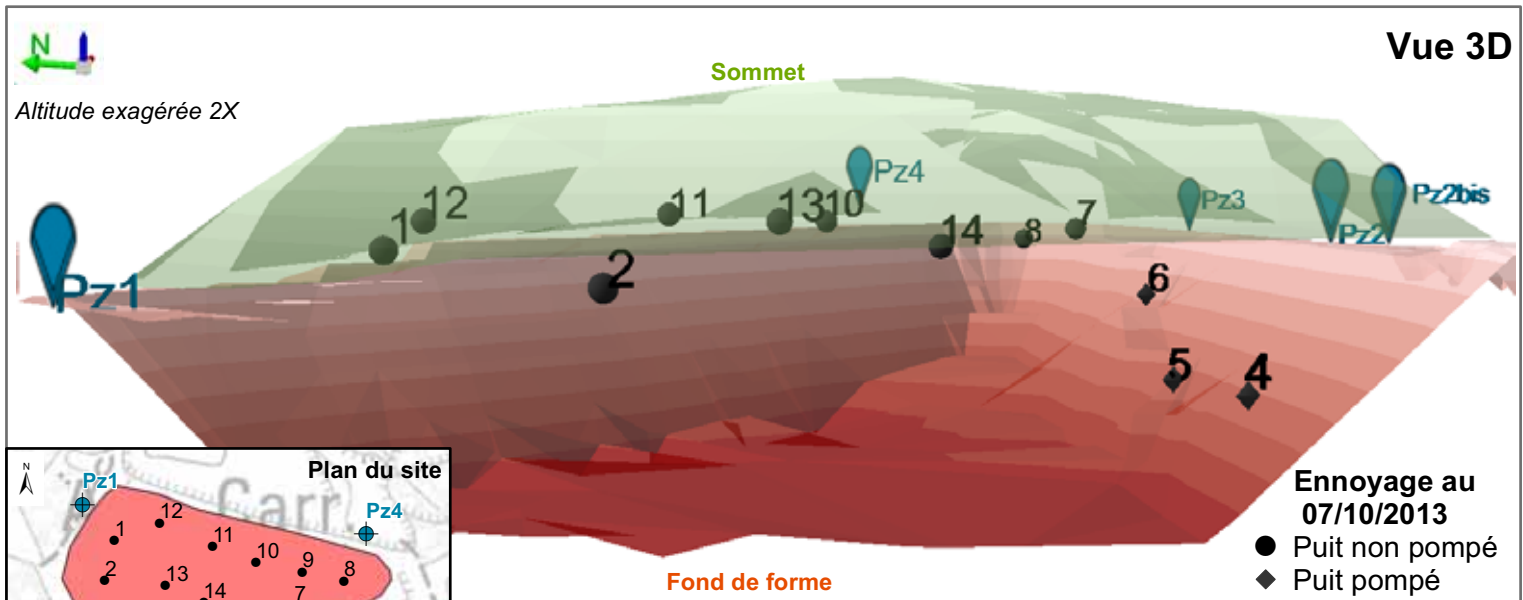 N
Vue 3D
Sommet
Altitude exagérée 2X
Pz4
12
11
13
10
1
7
Pz3
Pz2bis
14
8
Pz2
2
6
Pz1
5
4
N
Plan du site
Pz1
Carr.
Pz4
12
1
11
10
9
8
2
13
14
7
Ennoyage au
07/10/2013
Puit non pompé
Puit pompé
Fond de forme